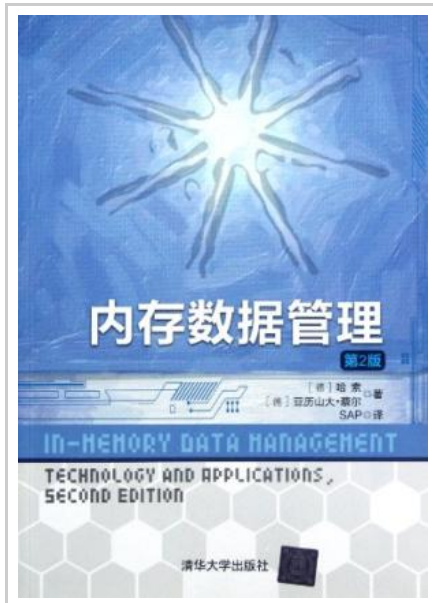 内存数据管理
第2版
[德] 哈索
[德] 亚历山大·蔡尔 ◎著
SAP◎译
IN-MEMORY DATA MANAGEMENT
TECHNOLOGY AND APPLICATIONS,
SECOND EDITION
清华大学出版社